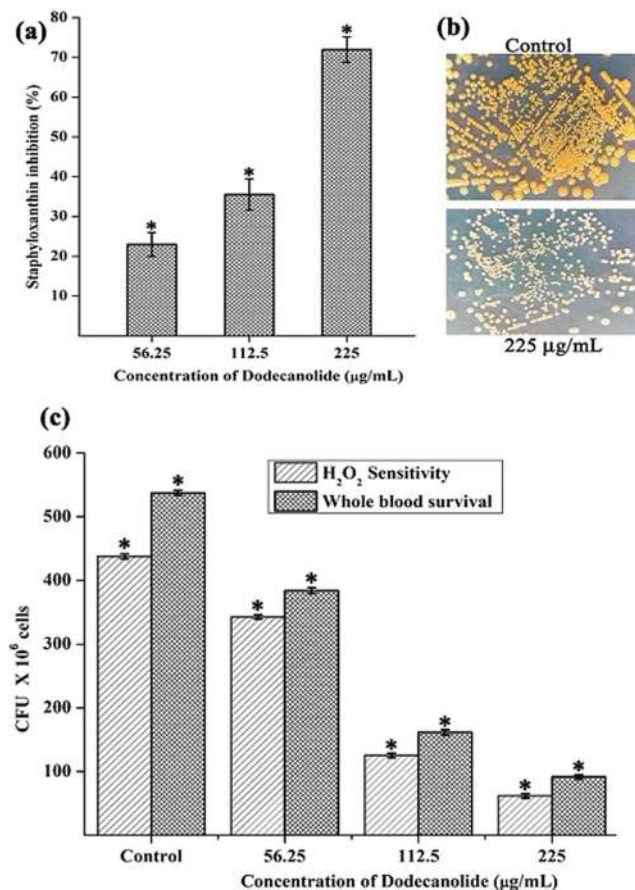 (a)
80
70
60
50
40
30
20
10
Staphyloxanthin inhibition (%)
*
*
*
56.25 112.5 225
Concentration of Dodecanolide (µg/mL)
(b)
Control
225 µg/mL
(c)
600
500
400
300
200
100
CFU X 10⁶ cells
H₂O₂ Sensitivity
Whole blood survival
* *
* *
* *
* *
Control 56.25 112.5 225
Concentration of Dodecanolide (µg/mL)